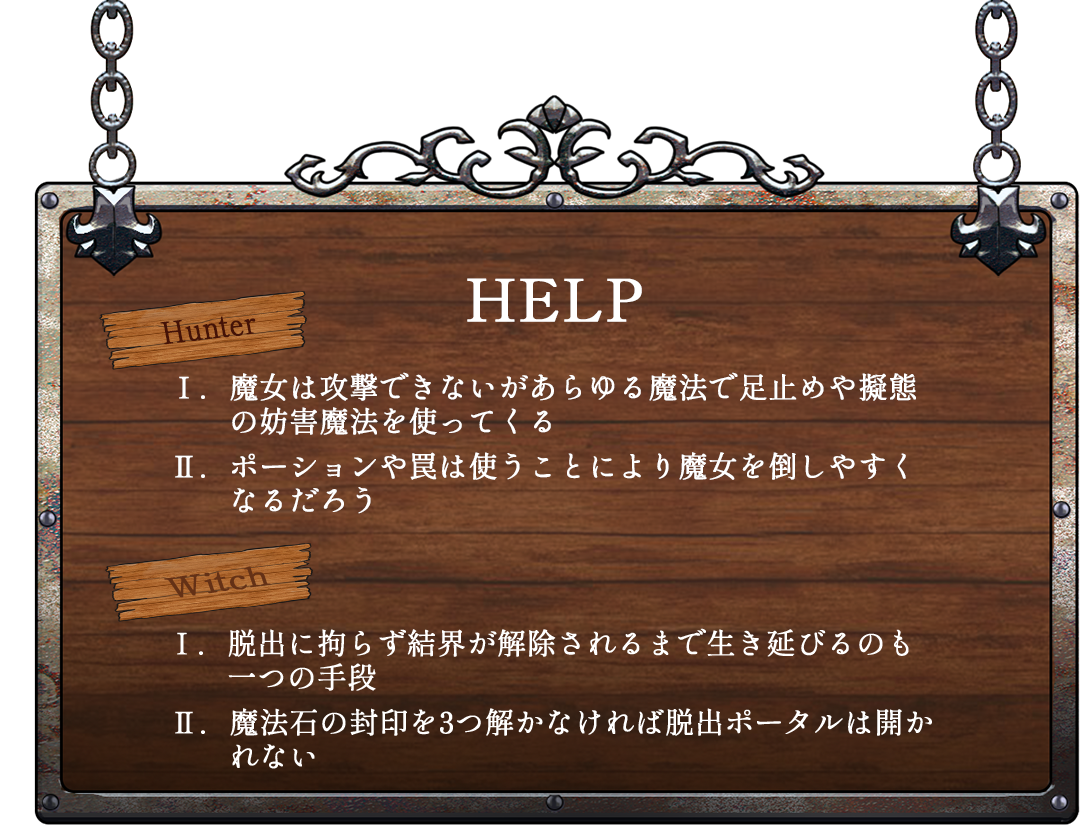 HELP
Hunter
Ⅰ. 魔女は攻撃できないがあらゆる魔法で足止めや擬態
の妨害魔法を使ってくる
Ⅱ. ポーションや罠は使うことにより魔女を倒しやすく
なるだろう
Witch
Ⅰ. 脱出に拘らず結界が解除されるまで生き延びるのも
一つの手段
Ⅱ. 魔法石の封印を3つ解かなければ脱出ポータルは開か
れない